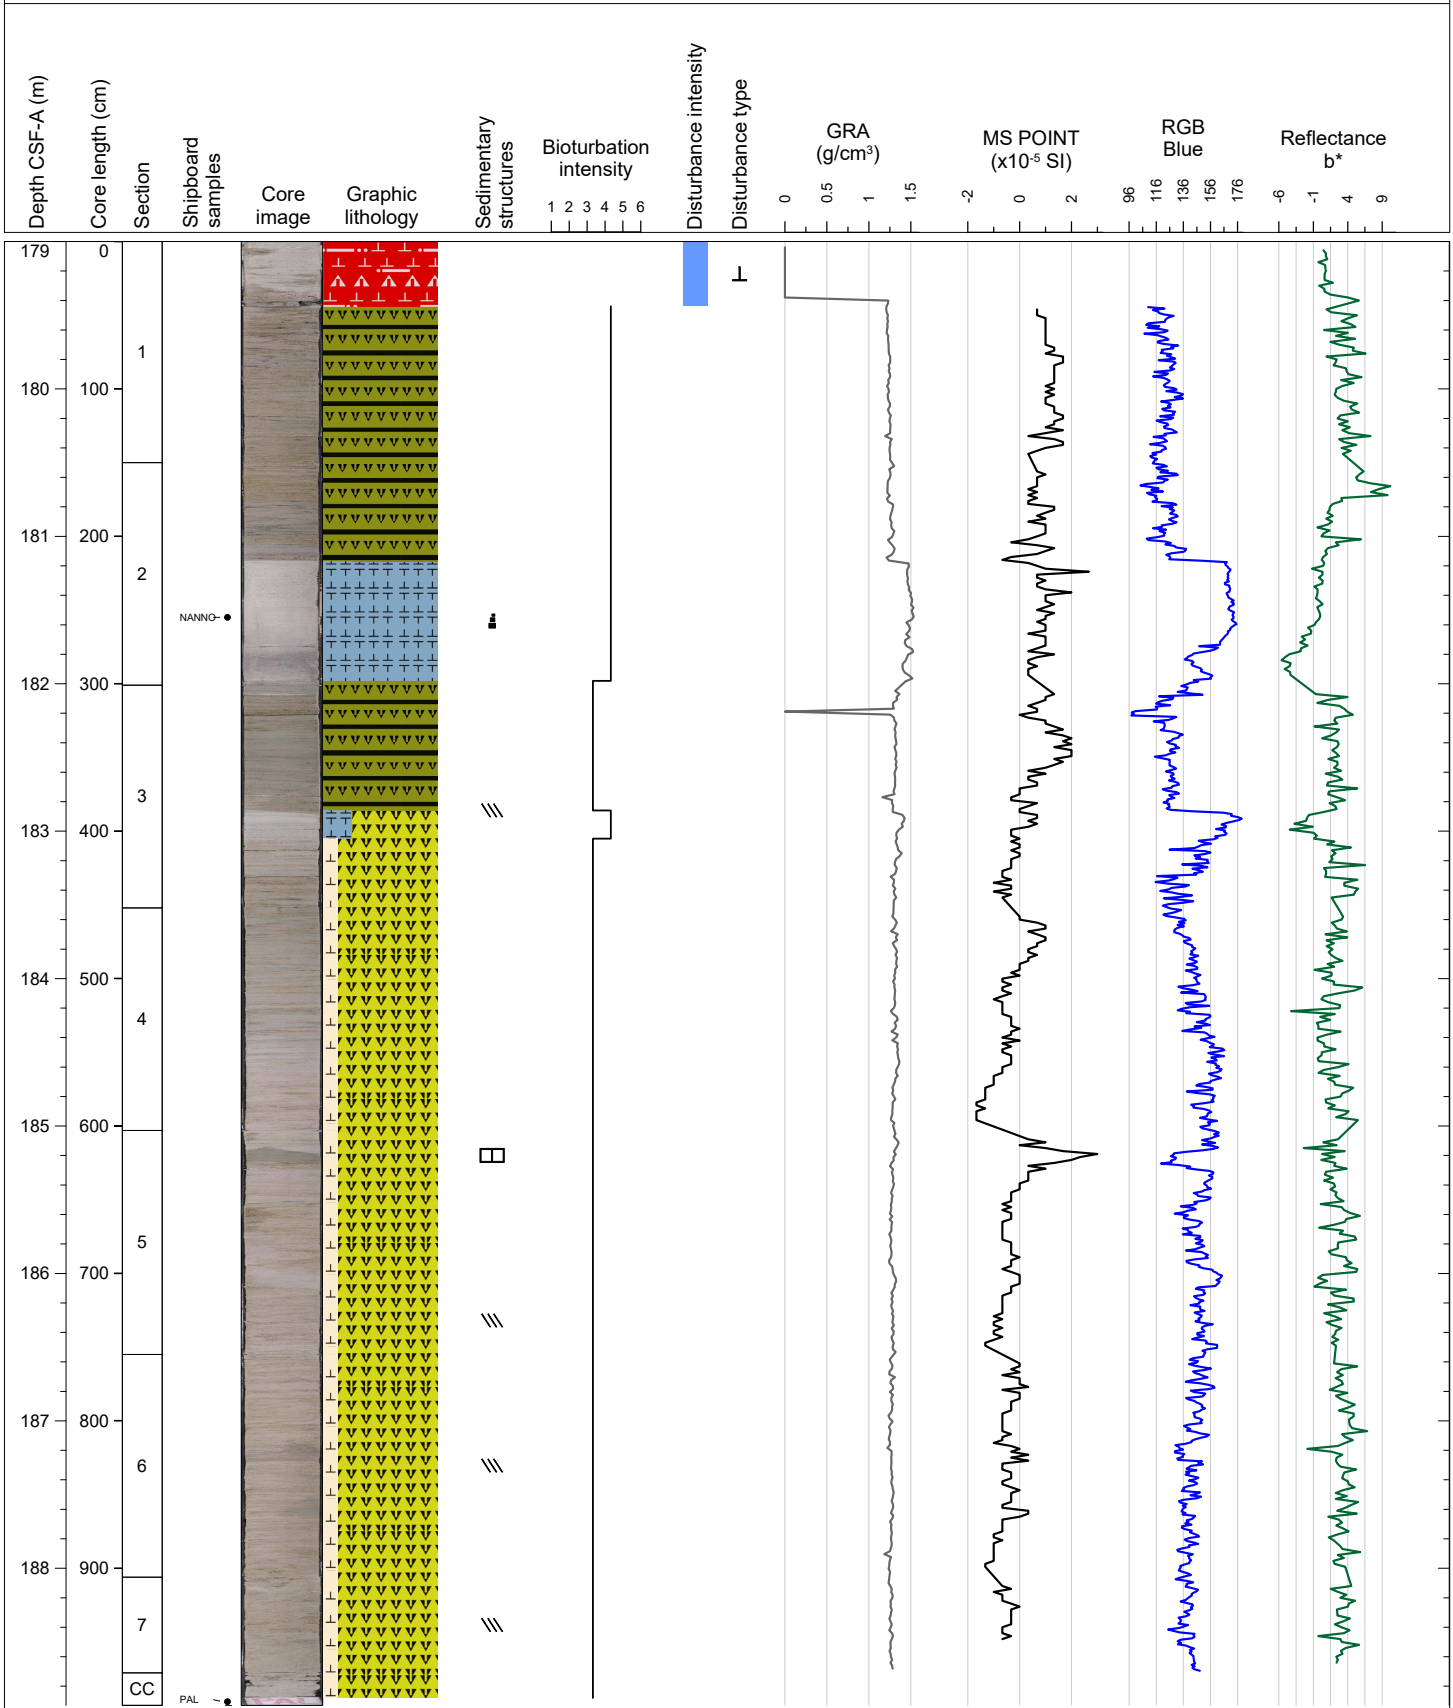 Depth CSF-A (m)
Core length (cm)
Section
Shipboard
samples
Core
image
Graphic
lithology
Sedimentary
structures
Bioturbation
intensity
1 2 3 4 5 6
Disturbance intensity
Disturbance type
GRA
(g/cm³)
0 0.5 1 1.5
MS POINT
(x10⁻⁵ SI)
-2 0 2
RGB
Blue
96 116 136 156 176
Reflectance
b*
-6 -1 4 9
179 0
1
180 100
181 200
2
NANNO
182 300
3
183 400
184 500
4
185 600
5
186 700
187 800
6
188 900
7
CC
PAL